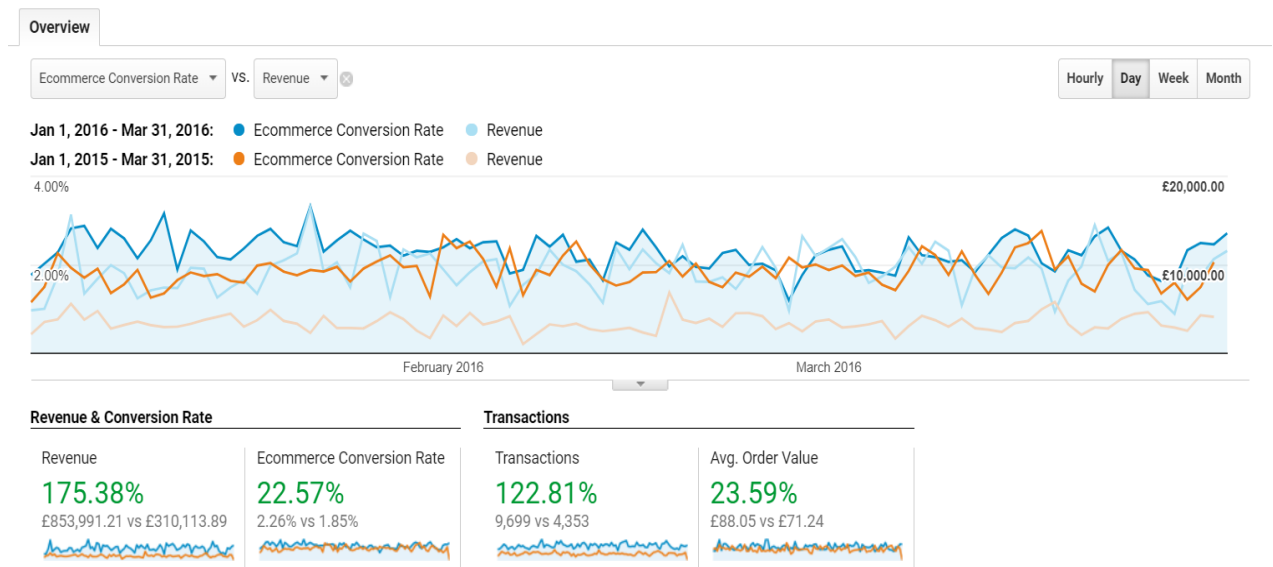 Overview
Ecommerce Conversion Rate VS. Revenue Hourly Day Week Month
Jan 1, 2016 - Mar 31, 2016: Ecommerce Conversion Rate Revenue
Jan 1, 2015 - Mar 31, 2015: Ecommerce Conversion Rate Revenue
4.00% £20,000.00
2.00% £10,000.00
February 2016 March 2016
Revenue & Conversion Rate Transactions
Revenue Ecommerce Conversion Rate Transactions Avg. Order Value
175.38% 22.57% 122.81% 23.59%
£853,991.21 vs £310,113.89 2.26% vs 1.85% 9,699 vs 4,353 £88.05 vs £71.24